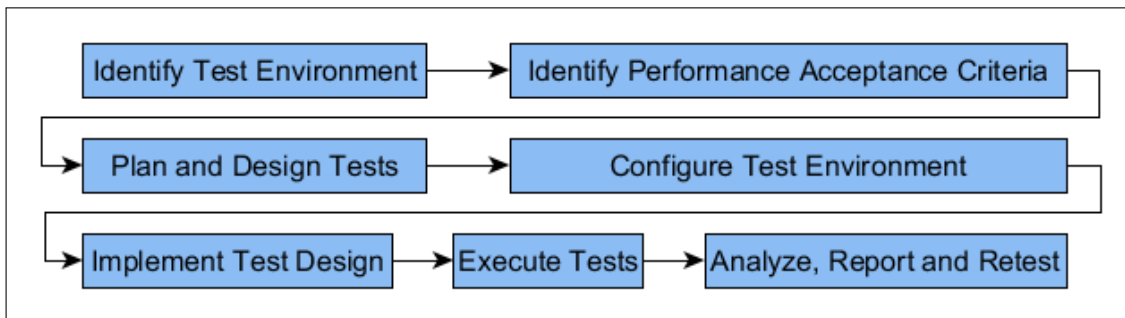 Identify Test Environment
Identify Performance Acceptance Criteria
Plan and Design Tests
Configure Test Environment
Implement Test Design
Execute Tests
Analyze, Report and Retest